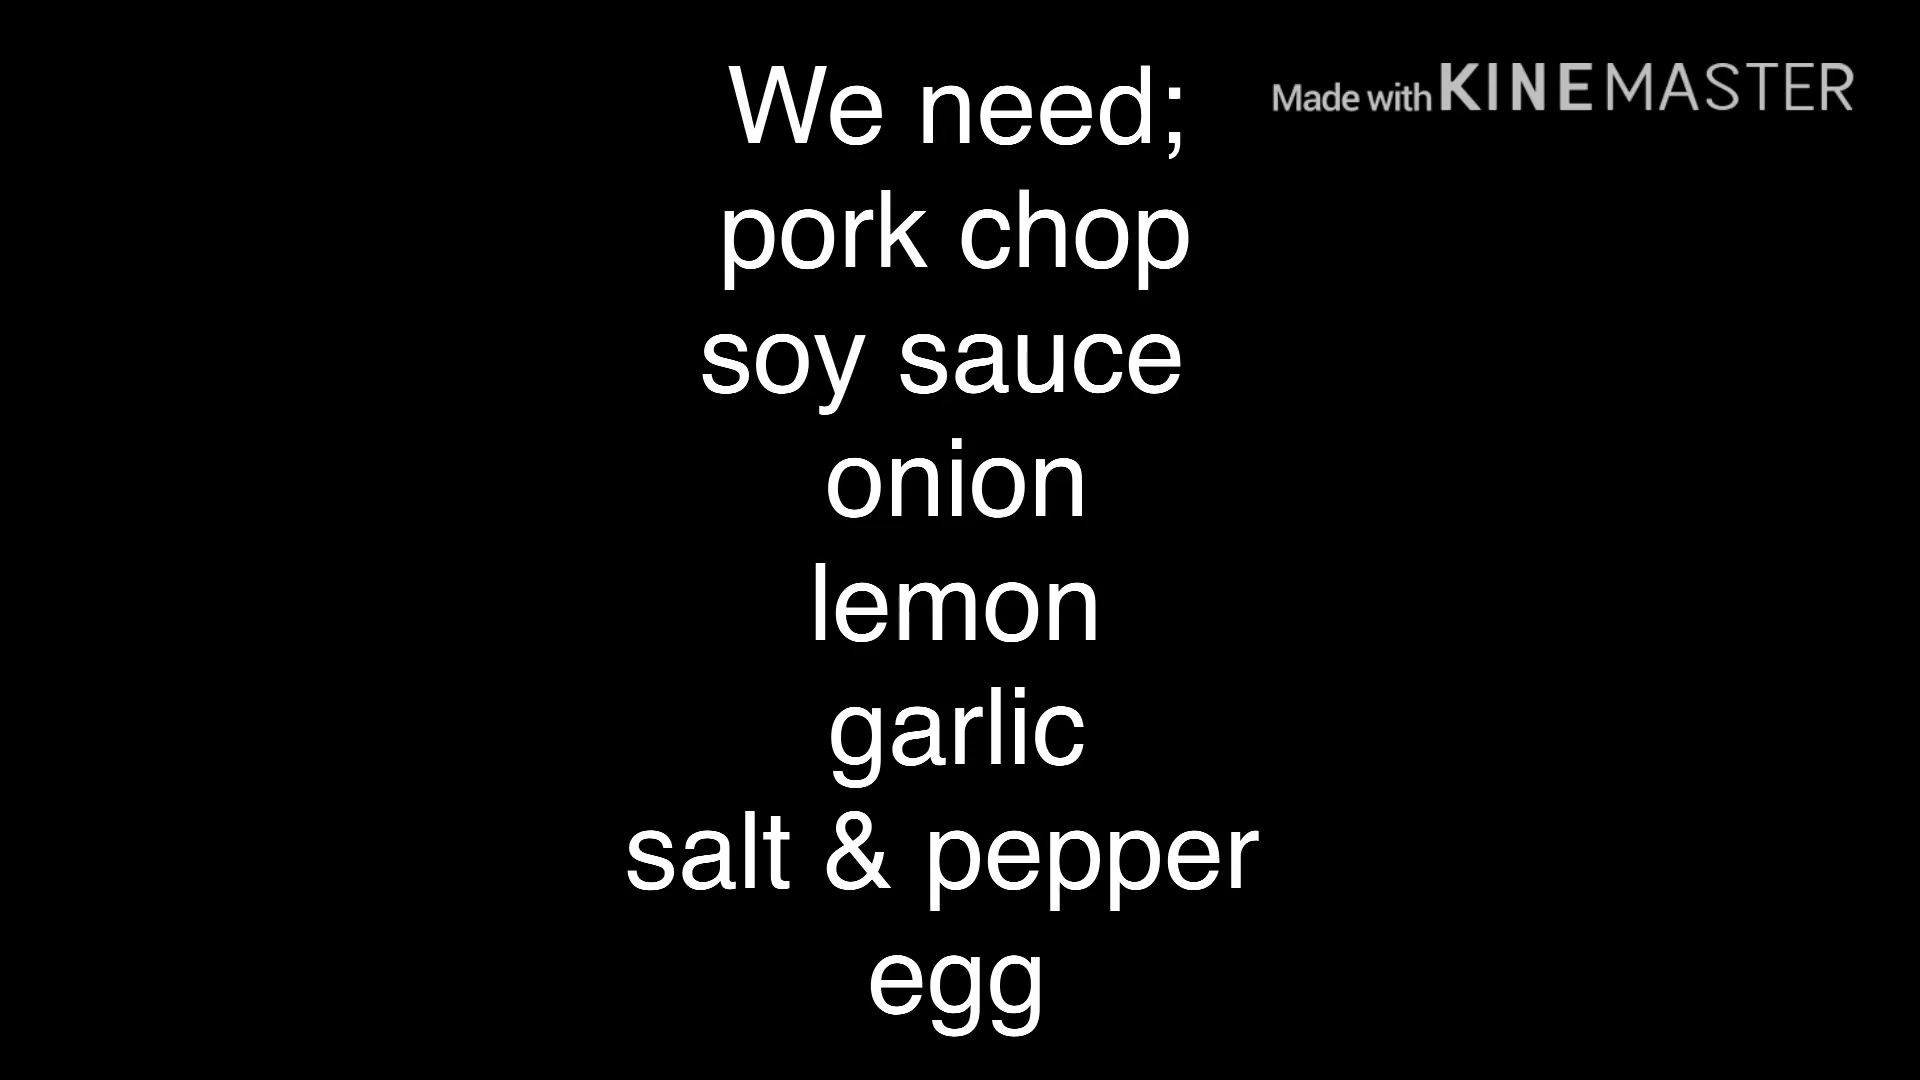 We need;
Made with KINEMASTER
pork chop
soy sauce
onion
lemon
garlic
salt & pepper
egg